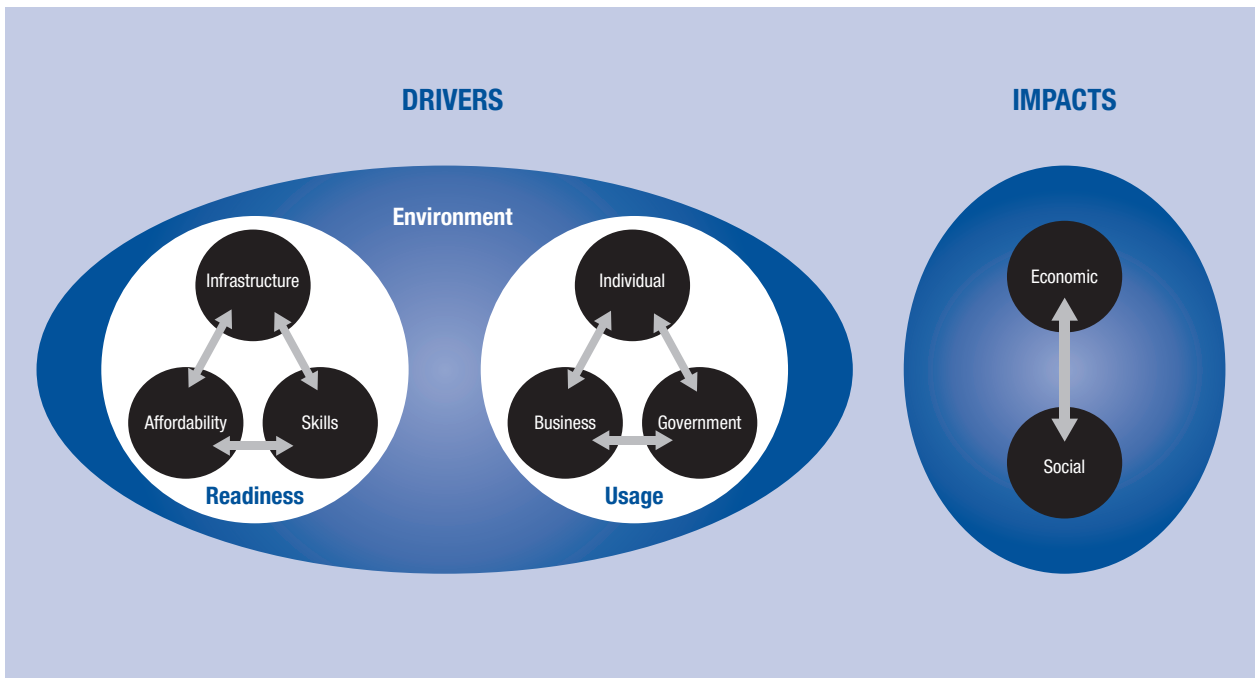 DRIVERS
IMPACTS
Environment
Infrastructure
Affordability
Skills
Readiness
Individual
Business
Government
Usage
Economic
Social